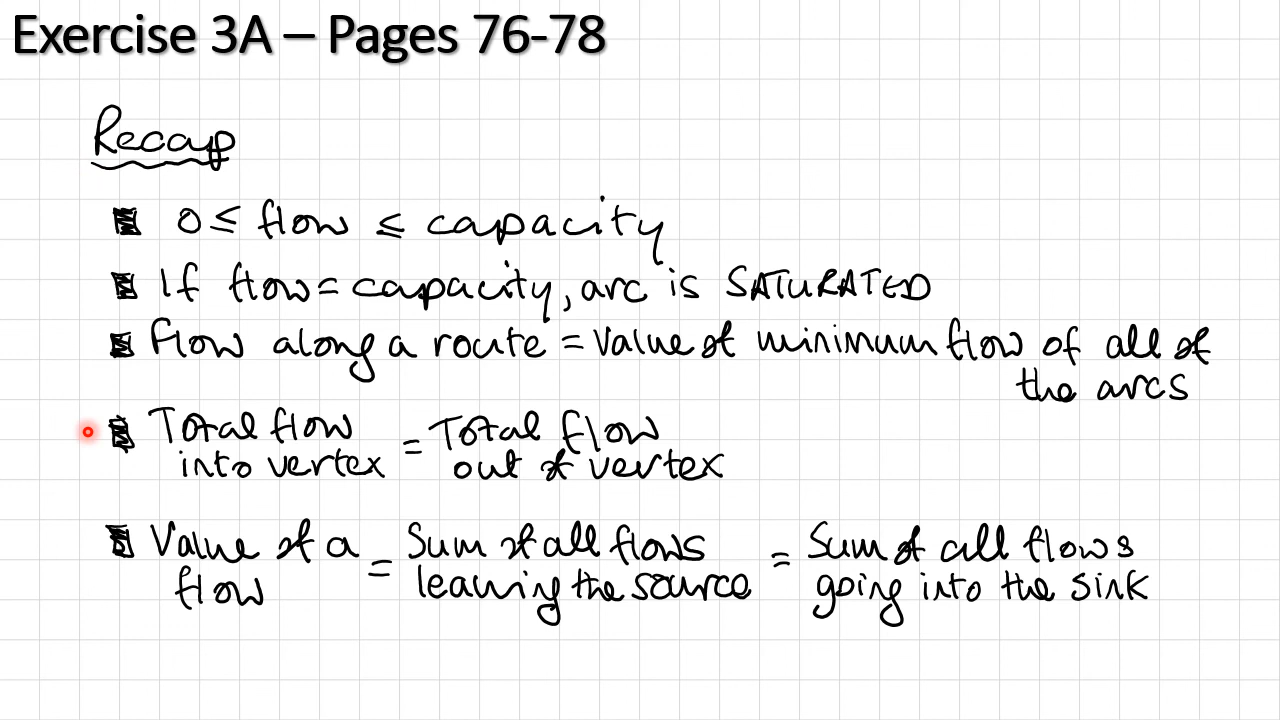 Exercise 3A – Pages 76-78
Recap
0 ≤ flow ≤ capacity
If flow = capacity, arc is SATURATED
Flow along a route = value of minimum flow of all of
the arcs
Total flow = Total flow
into vertex out of vertex
Value of a = Sum of all flows = Sum of all flows
flow leaving the source going into the sink